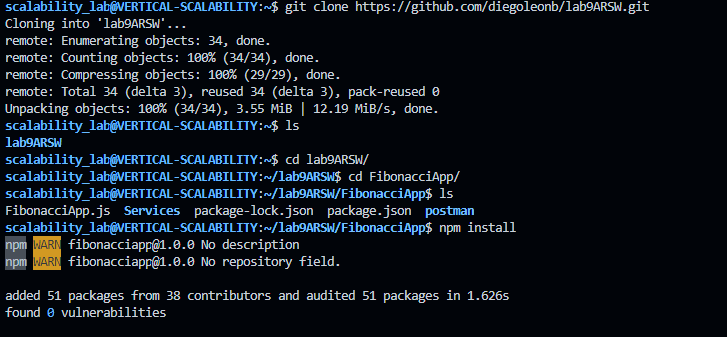 scalability_lab@VERTICAL-SCALABILITY:~$ git clone https://github.com/diegoleonb/lab9ARSW.git
Cloning into 'lab9ARSW'...
remote: Enumerating objects: 34, done.
remote: Counting objects: 100% (34/34), done.
remote: Compressing objects: 100% (29/29), done.
remote: Total 34 (delta 3), reused 34 (delta 3), pack-reused 0
Unpacking objects: 100% (34/34), 3.55 MiB | 12.19 MiB/s, done.
scalability_lab@VERTICAL-SCALABILITY:~$ ls
lab9ARSW
scalability_lab@VERTICAL-SCALABILITY:~$ cd lab9ARSW/
scalability_lab@VERTICAL-SCALABILITY:~/lab9ARSW$ cd FibonacciApp/
scalability_lab@VERTICAL-SCALABILITY:~/lab9ARSW/FibonacciApp$ ls
FibonacciApp.js  Services  package-lock.json  package.json  postman
scalability_lab@VERTICAL-SCALABILITY:~/lab9ARSW/FibonacciApp$ npm install
npm WARN fibonacciapp@1.0.0 No description
npm WARN fibonacciapp@1.0.0 No repository field.
added 51 packages from 38 contributors and audited 51 packages in 1.626s
found 0 vulnerabilities